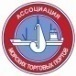 АССОЦИАЦИЯ
МОРСКИХ ТОРГОВЫХ ПОРТОВ